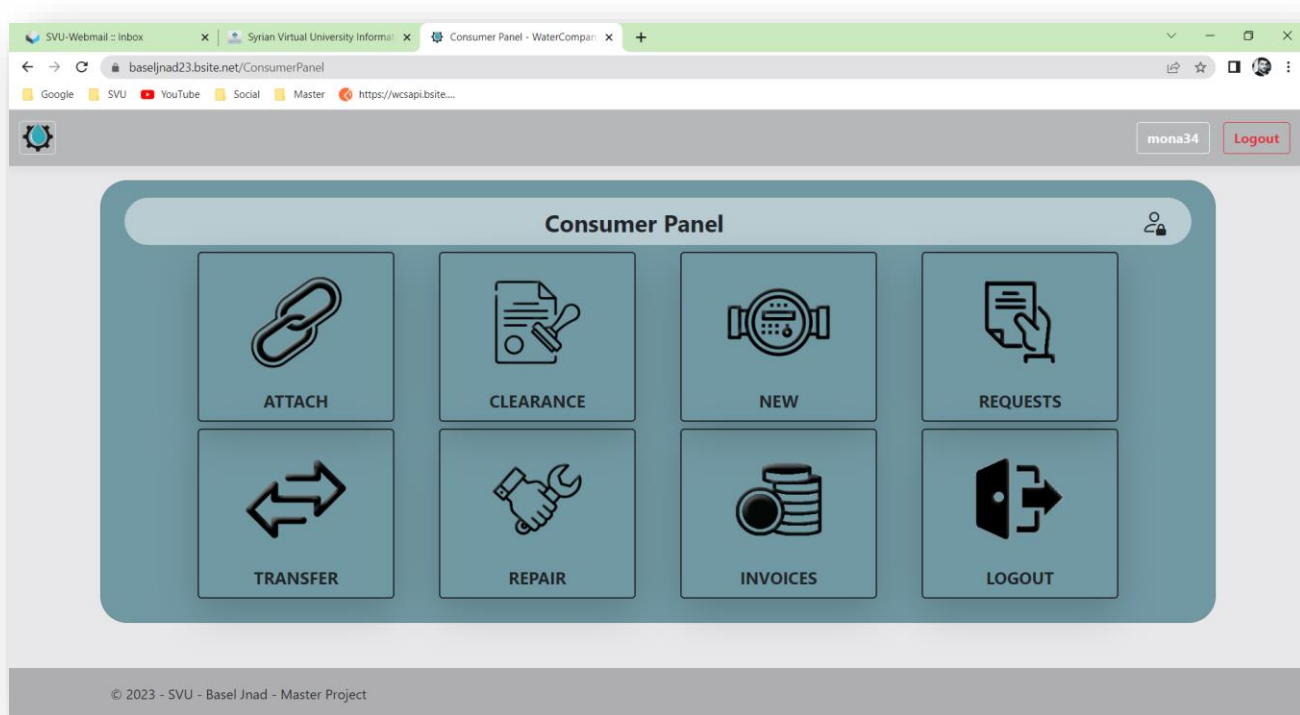 SVU-Webmail :: Inbox
Syrian Virtual University Informat
Consumer Panel - WaterCompan
baseljnad23.bsite.net/ConsumerPanel
Google SVU YouTube Social Master https://wcsapi.bsite....
mona34 Logout
Consumer Panel
ATTACH CLEARANCE NEW REQUESTS
TRANSFER REPAIR INVOICES LOGOUT
© 2023 - SVU - Basel Jnad - Master Project